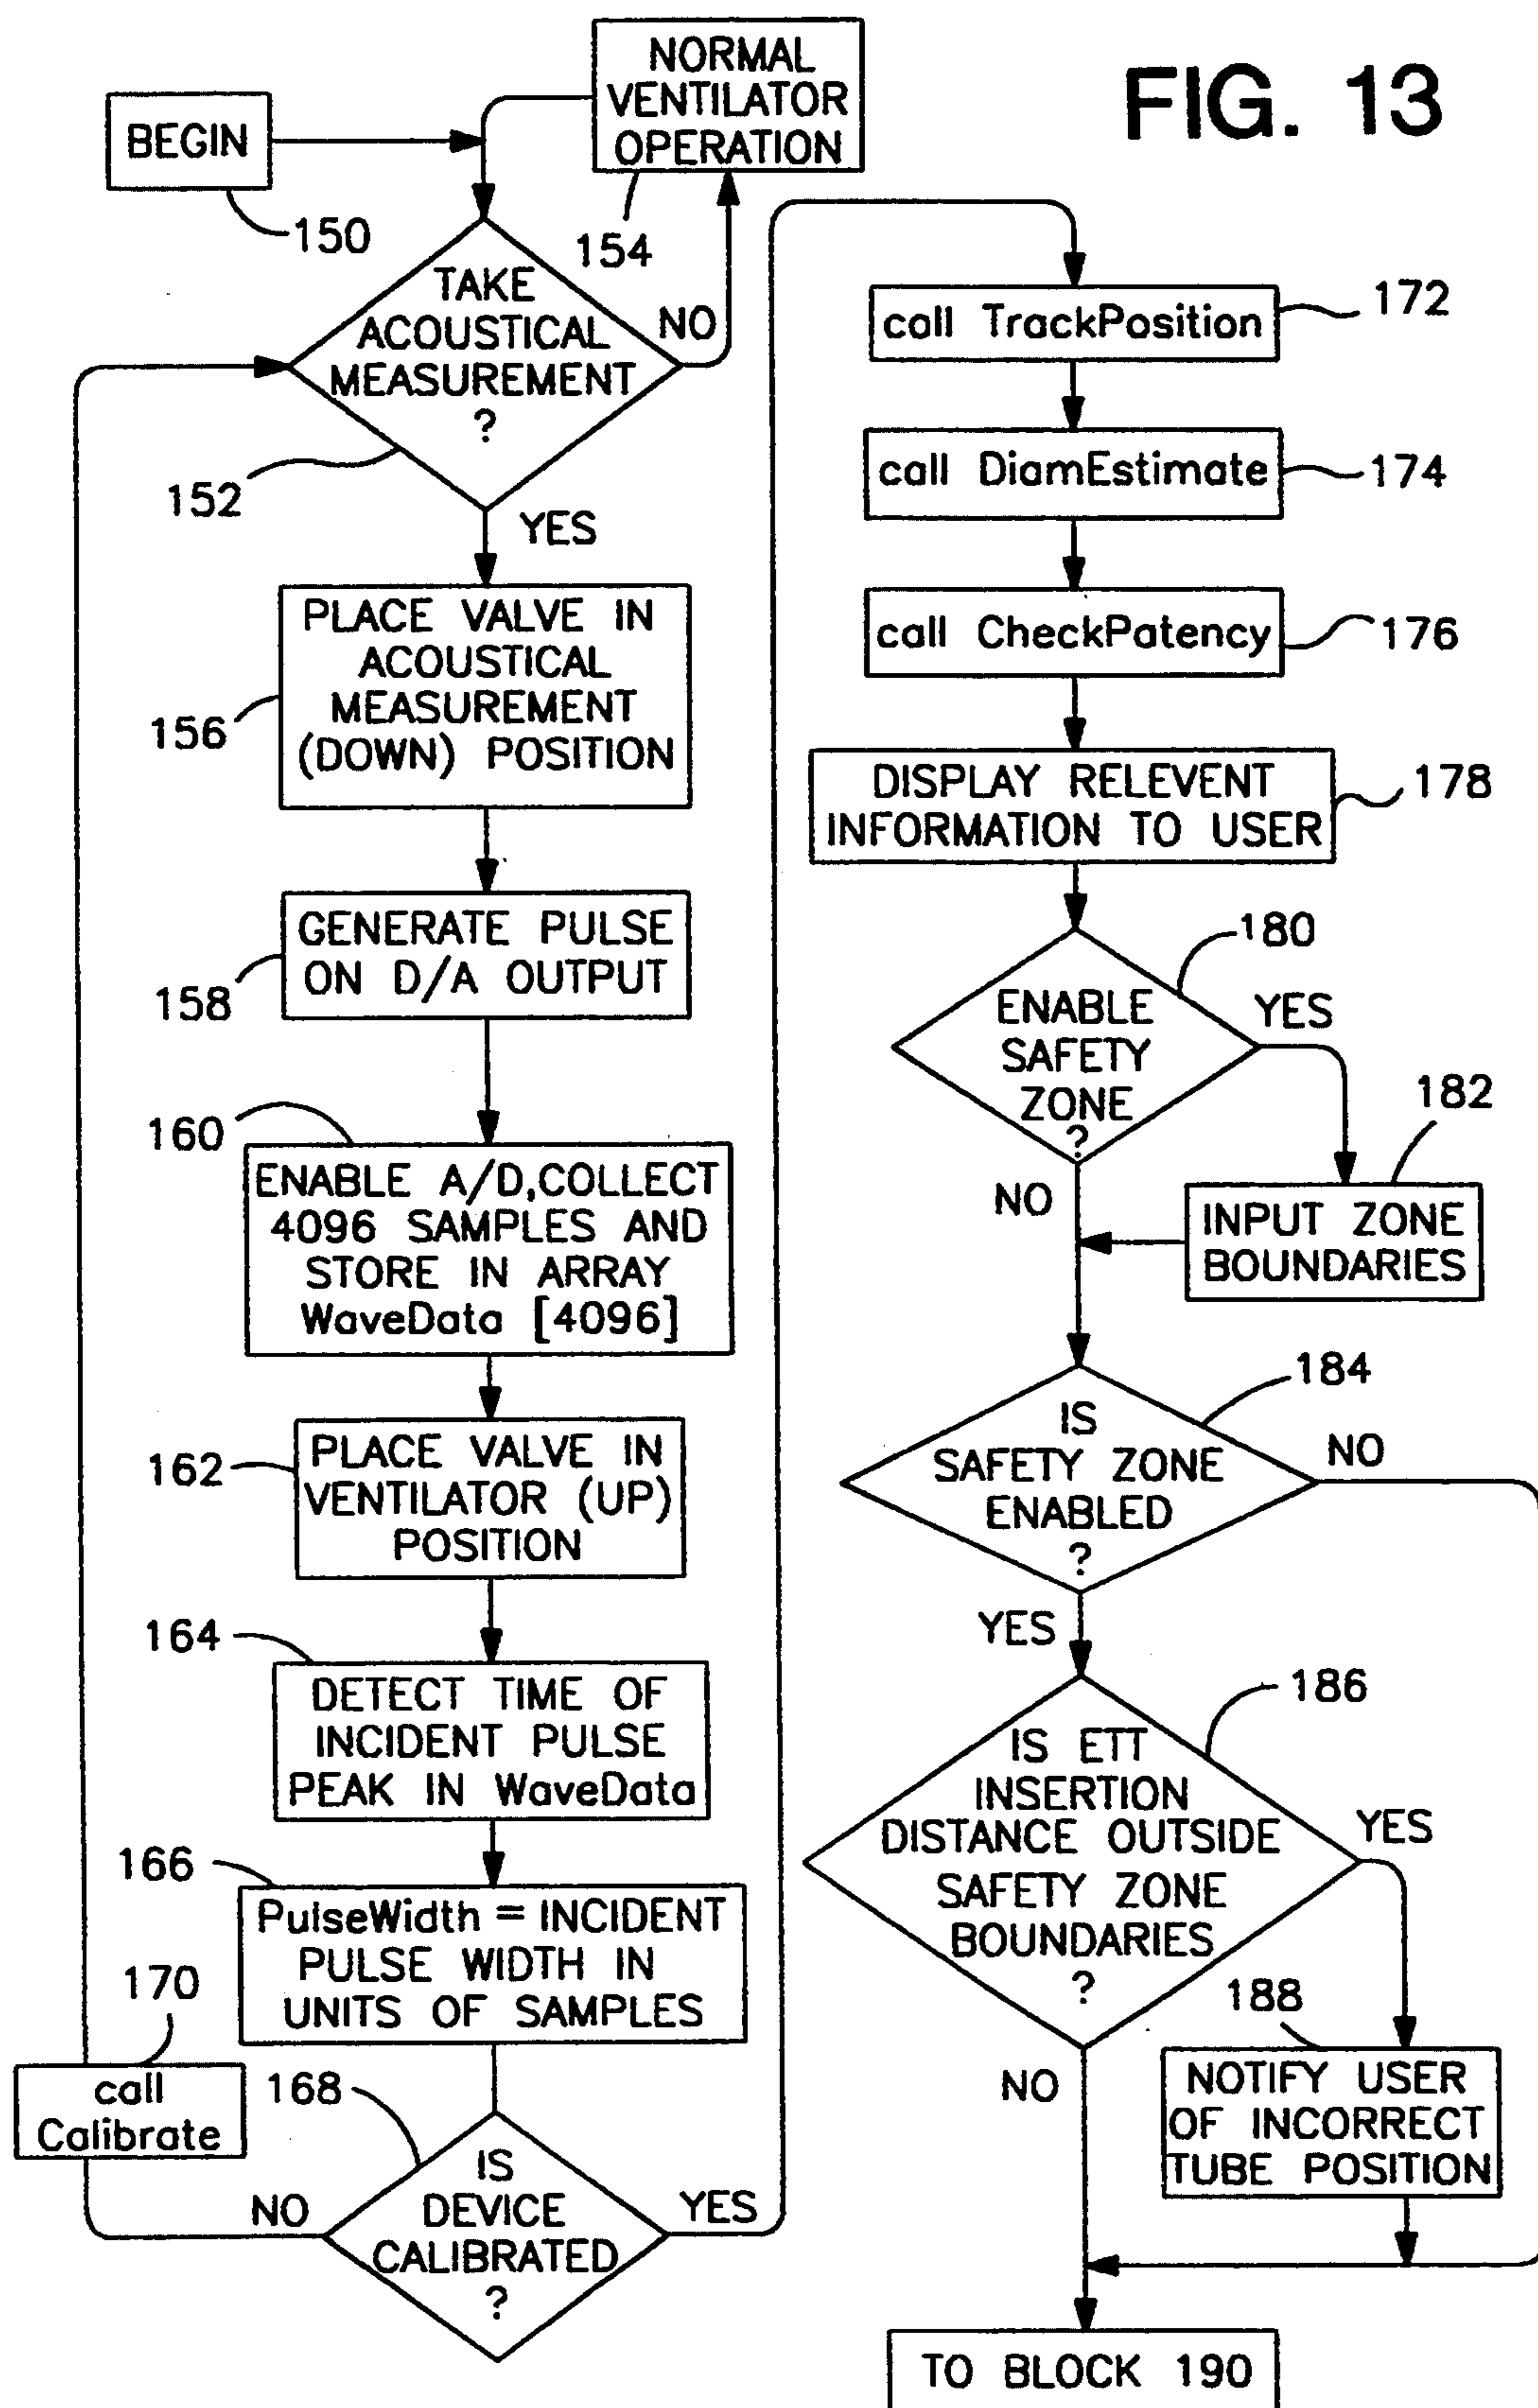 FIG. 13
NORMAL
VENTILATOR
OPERATION
BEGIN
150
154
TAKE
ACOUSTICAL
MEASUREMENT
?
NO
152
YES
PLACE VALVE IN
ACOUSTICAL
MEASUREMENT
(DOWN) POSITION
156
GENERATE PULSE
ON D/A OUTPUT
158
160
ENABLE A/D,COLLECT
4096 SAMPLES AND
STORE IN ARRAY
WaveData [4096]
162
PLACE VALVE IN
VENTILATOR (UP)
POSITION
164
DETECT TIME OF
INCIDENT PULSE
PEAK IN WaveData
166
PulseWidth = INCIDENT
PULSE WIDTH IN
UNITS OF SAMPLES
170
call
Calibrate
168
IS
DEVICE
CALIBRATED
?
NO
YES
call TrackPosition
172
call DiamEstimate
174
call CheckPatency
176
DISPLAY RELEVENT
INFORMATION TO USER
178
180
ENABLE
SAFETY
ZONE
?
YES
NO
182
INPUT ZONE
BOUNDARIES
184
IS
SAFETY ZONE
ENABLED
?
NO
YES
186
IS ETT
INSERTION
DISTANCE OUTSIDE
SAFETY ZONE
BOUNDARIES
?
YES
NO
188
NOTIFY USER
OF INCORRECT
TUBE POSITION
TO BLOCK 190